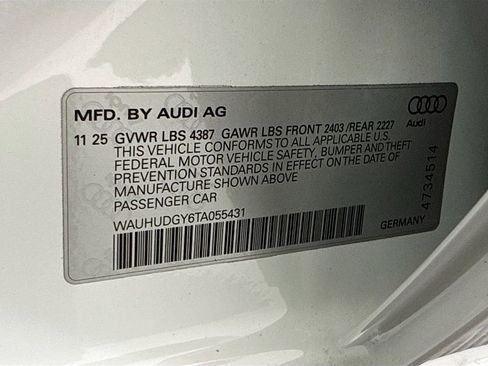 MFD. BY AUDI AG
11 25 GVWR LBS 4387 GAWR LBS FRONT 2403 /REAR 2227
THIS VEHICLE CONFORMS TO ALL APPLICABLE U.S.
FEDERAL MOTOR VEHICLE SAFETY, BUMPER AND THEFT
PREVENTION STANDARDS IN EFFECT ON THE DATE OF
MANUFACTURE SHOWN ABOVE
PASSENGER CAR
WAUHUDGY6TA055431
GERMANY
Audi
4734514